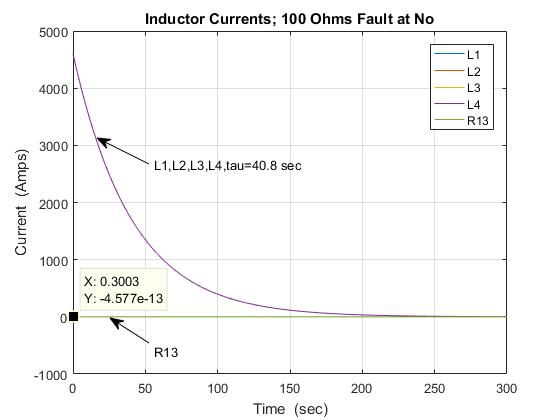 Inductor Currents; 100 Ohms Fault at No
5000
4000
3000
2000
1000
0
-1000
Current (Amps)
L1
L2
L3
L4
R13
L1,L2,L3,L4,tau=40.8 sec
X: 0.3003
Y: -4.577e-13
R13
0 50 100 150 200 250 300
Time (sec)